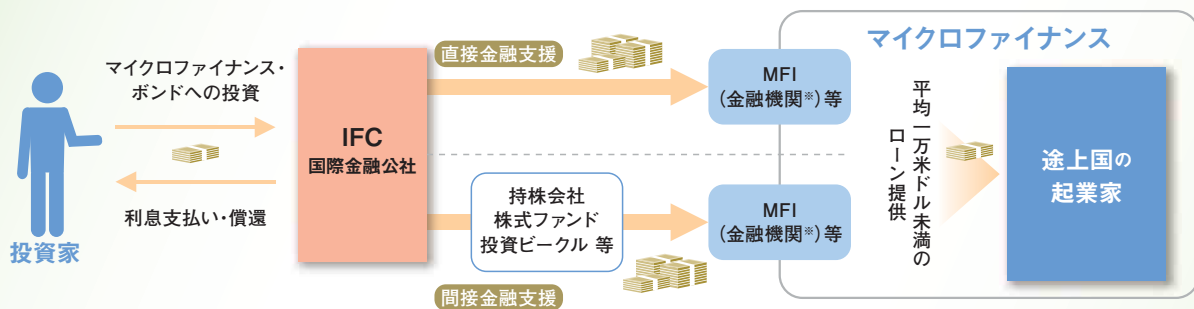 マイクロファイナンス・
ボンドへの投資
利息支払い・償還
投資家
IFC
国際金融公社
直接金融支援
MFI
（金融機関※）等
持株会社
株式ファンド
投資ビークル 等
間接金融支援
MFI
（金融機関※）等
マイクロファイナンス
平均一万米ドル未満の
ローン提供
途上国の
起業家